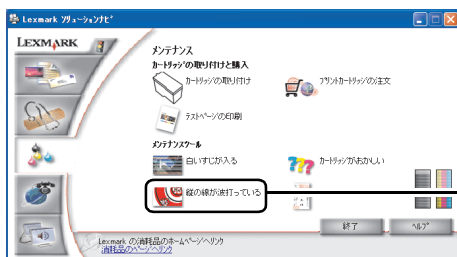 Lexmark ソリューションナビ
LEXMARK
メンテナンス
カートリッジの取り付けと購入
カートリッジの取り付け
プリントカートリッジの注文
テストページの印刷
メンテナンスツール
白いすじが入る
カートリッジがおかしい
縦の線が波打っている
終了
ヘルプ
Lexmark の消耗品のホームページへリンク
消耗品のページへリンク